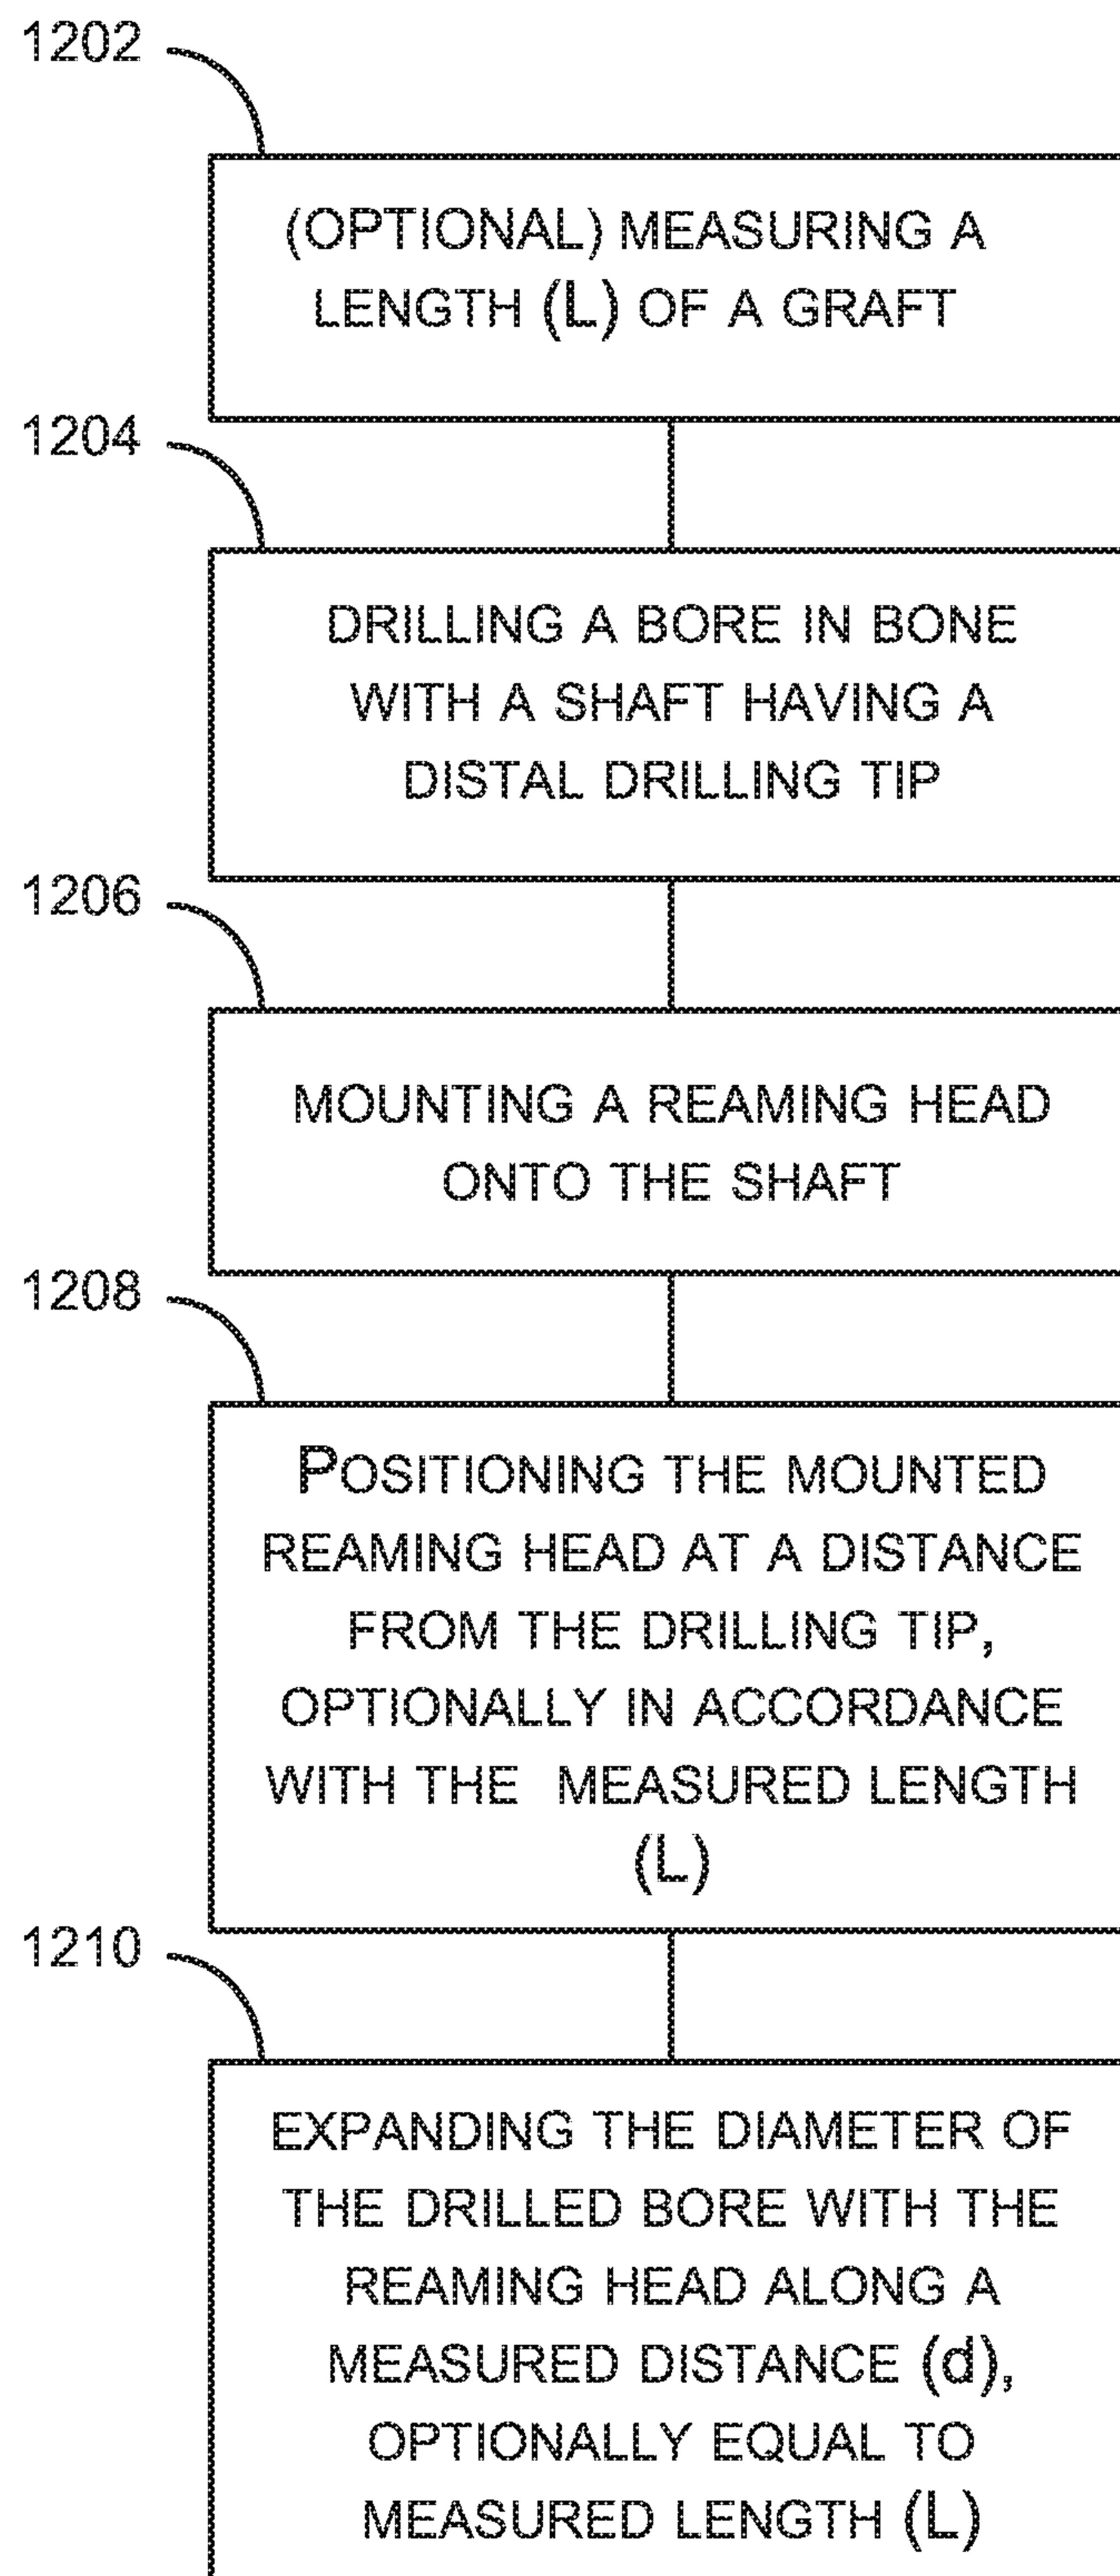 1202
(OPTIONAL) MEASURING A
LENGTH (L) OF A GRAFT
1204
DRILLING A BORE IN BONE
WITH A SHAFT HAVING A
DISTAL DRILLING TIP
1206
MOUNTING A REAMING HEAD
ONTO THE SHAFT
1208
POSITIONING THE MOUNTED
REAMING HEAD AT A DISTANCE
FROM THE DRILLING TIP,
OPTIONALLY IN ACCORDANCE
WITH THE MEASURED LENGTH
(L)
1210
EXPANDING THE DIAMETER OF
THE DRILLED BORE WITH THE
REAMING HEAD ALONG A
MEASURED DISTANCE (d),
OPTIONALLY EQUAL TO
MEASURED LENGTH (L)